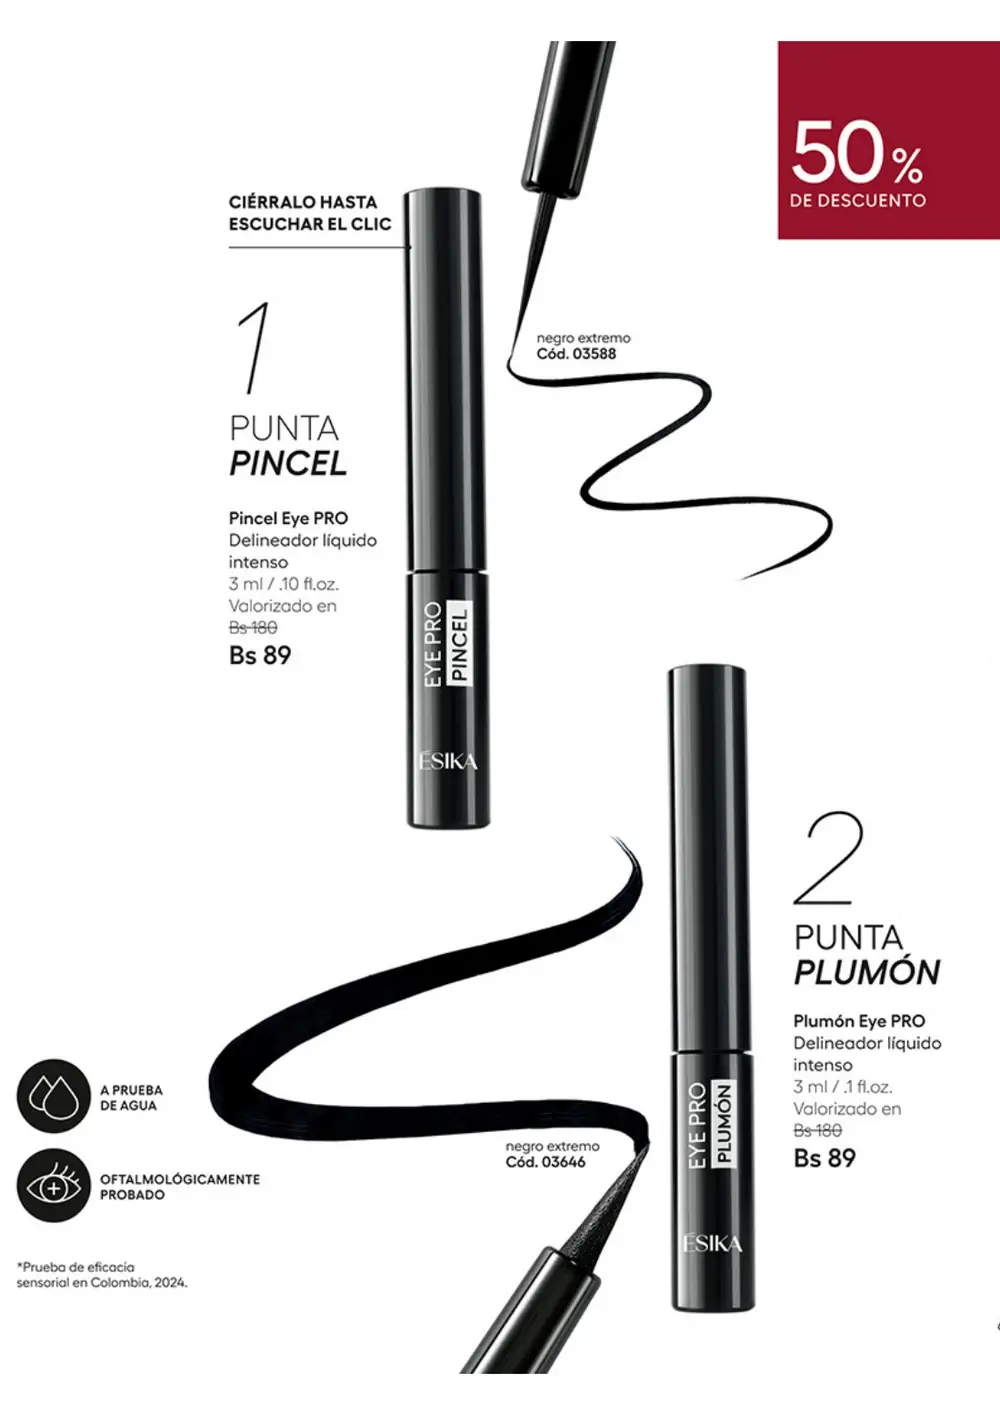 50%
DE DESCUENTO
CIÉRRALO HASTA
ESCUCHAR EL CLIC
negro extremo
Cód. 03588
1
PUNTA
PINCEL
Pincel Eye PRO
Delineador líquido
intenso
3 ml / .10 fl.oz.
Valorizado en
Bs 180
Bs 89
EYE PRO
PINCEL
ÉSIKA
2
PUNTA
PLUMÓN
Plumón Eye PRO
Delineador líquido
intenso
3 ml / .1 fl.oz.
Valorizado en
Bs 180
Bs 89
EYE PRO
PLUMÓN
ÉSIKA
A PRUEBA
DE AGUA
negro extremo
Cód. 03646
OFTALMOLÓGICAMENTE
PROBADO
*Prueba de eficacia
sensorial en Colombia, 2024.